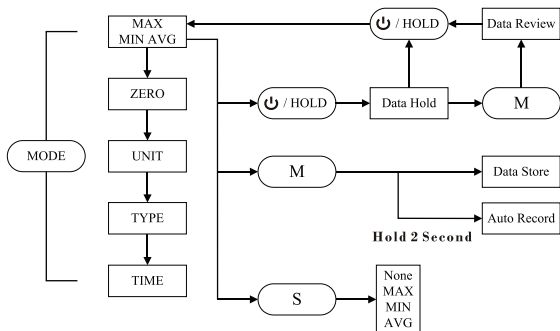 MAX
MIN AVG
/ HOLD
Data Review
ZERO
/ HOLD
Data Hold
M
MODE
UNIT
M
Data Store
TYPE
Auto Record
Hold 2 Second
TIME
S
None
MAX
MIN
AVG